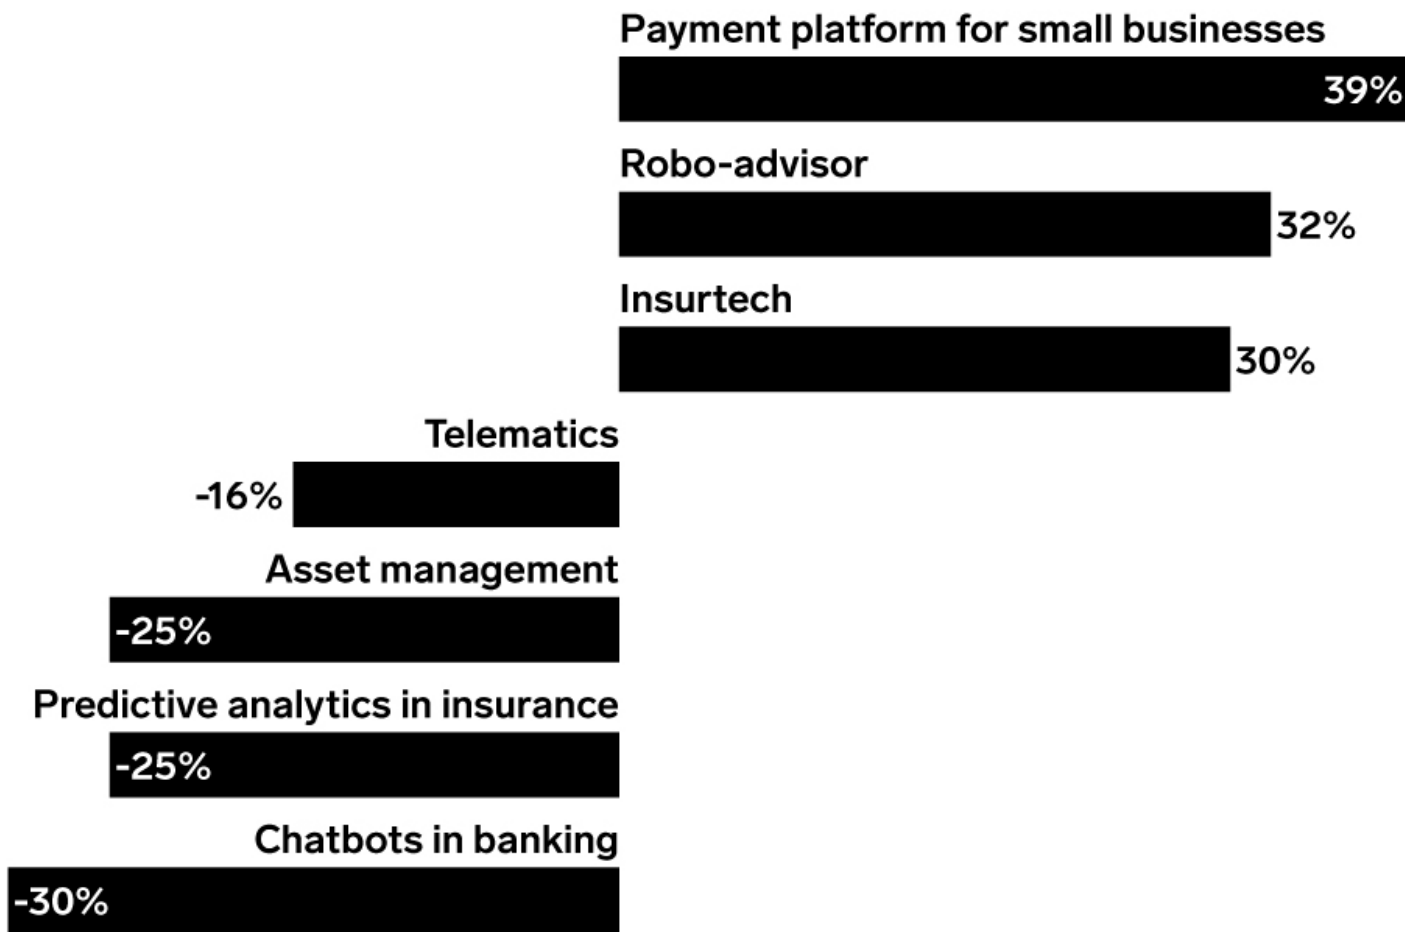 Payment platform for small businesses
39%
Robo-advisor
32%
Insurtech
30%
Telematics
-16%
Asset management
-25%
Predictive analytics in insurance
-25%
Chatbots in banking
-30%